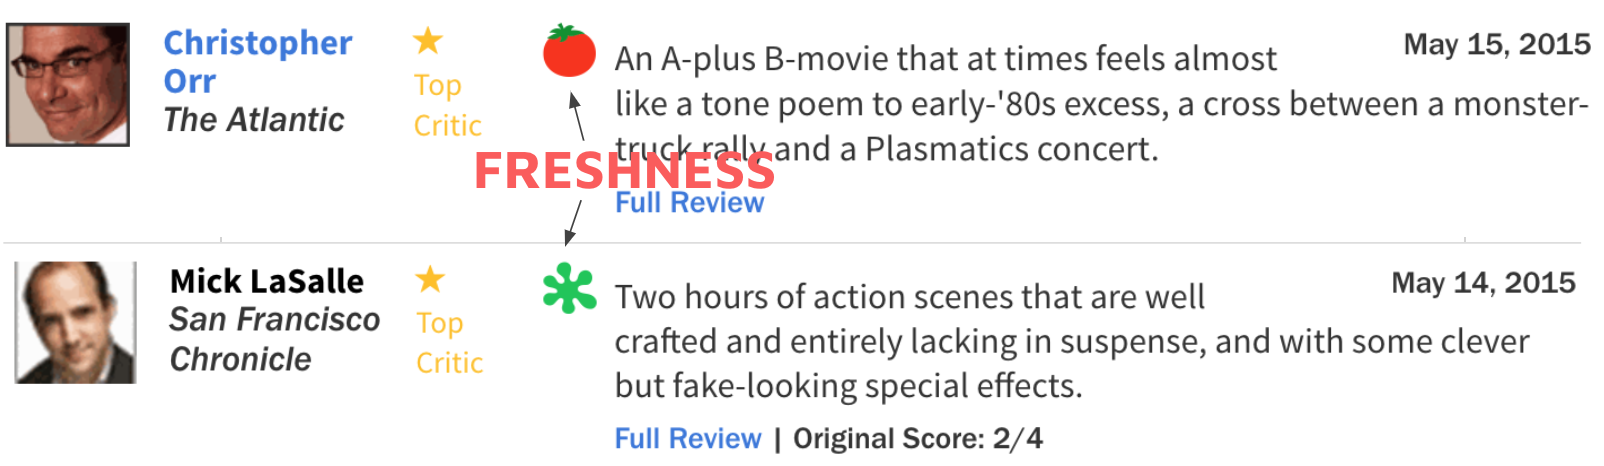 Christopher
Orr
The Atlantic
Top
Critic
An A-plus B-movie that at times feels almost
like a tone poem to early-'80s excess, a cross between a monster-
truck rally and a Plasmatics concert.
Full Review
May 15, 2015
FRESHNESS
Mick LaSalle
San Francisco
Chronicle
Top
Critic
Two hours of action scenes that are well
crafted and entirely lacking in suspense, and with some clever
but fake-looking special effects.
Full Review | Original Score: 2/4
May 14, 2015